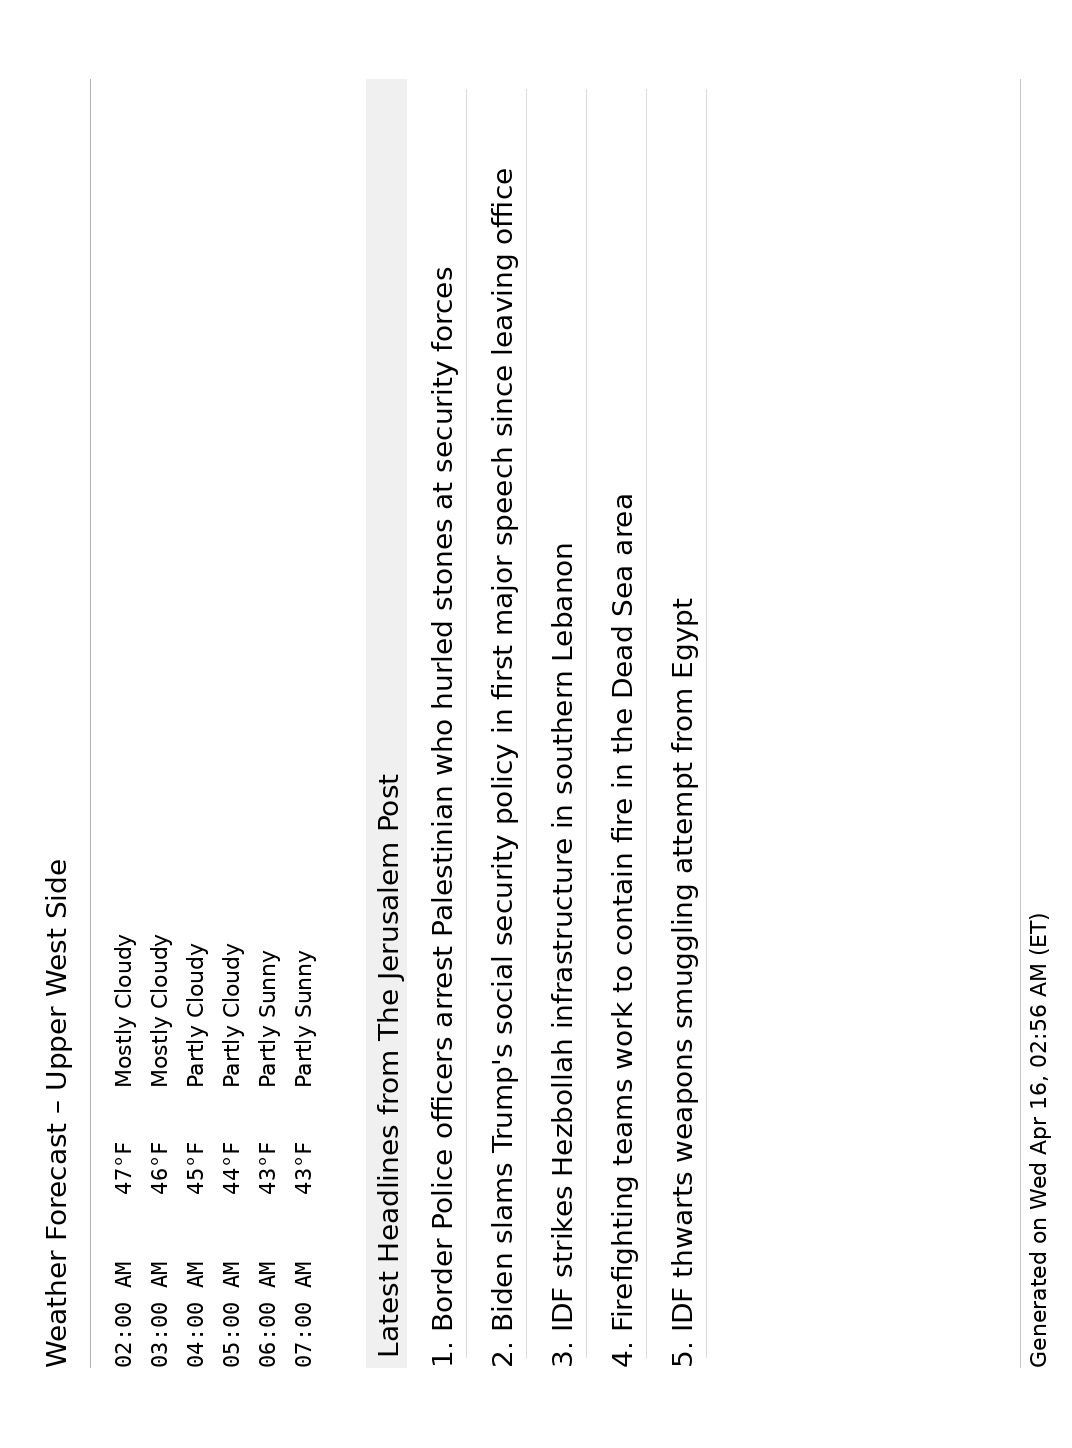 Weather Forecast – Upper West Side
02:00 AM 47°F Mostly Cloudy
03:00 AM 46°F Mostly Cloudy
04:00 AM 45°F Partly Cloudy
05:00 AM 44°F Partly Cloudy
06:00 AM 43°F Partly Sunny
07:00 AM 43°F Partly Sunny
Latest Headlines from The Jerusalem Post
1. Border Police officers arrest Palestinian who hurled stones at security forces
2. Biden slams Trump's social security policy in first major speech since leaving office
3. IDF strikes Hezbollah infrastructure in southern Lebanon
4. Firefighting teams work to contain fire in the Dead Sea area
5. IDF thwarts weapons smuggling attempt from Egypt
Generated on Wed Apr 16, 02:56 AM (ET)